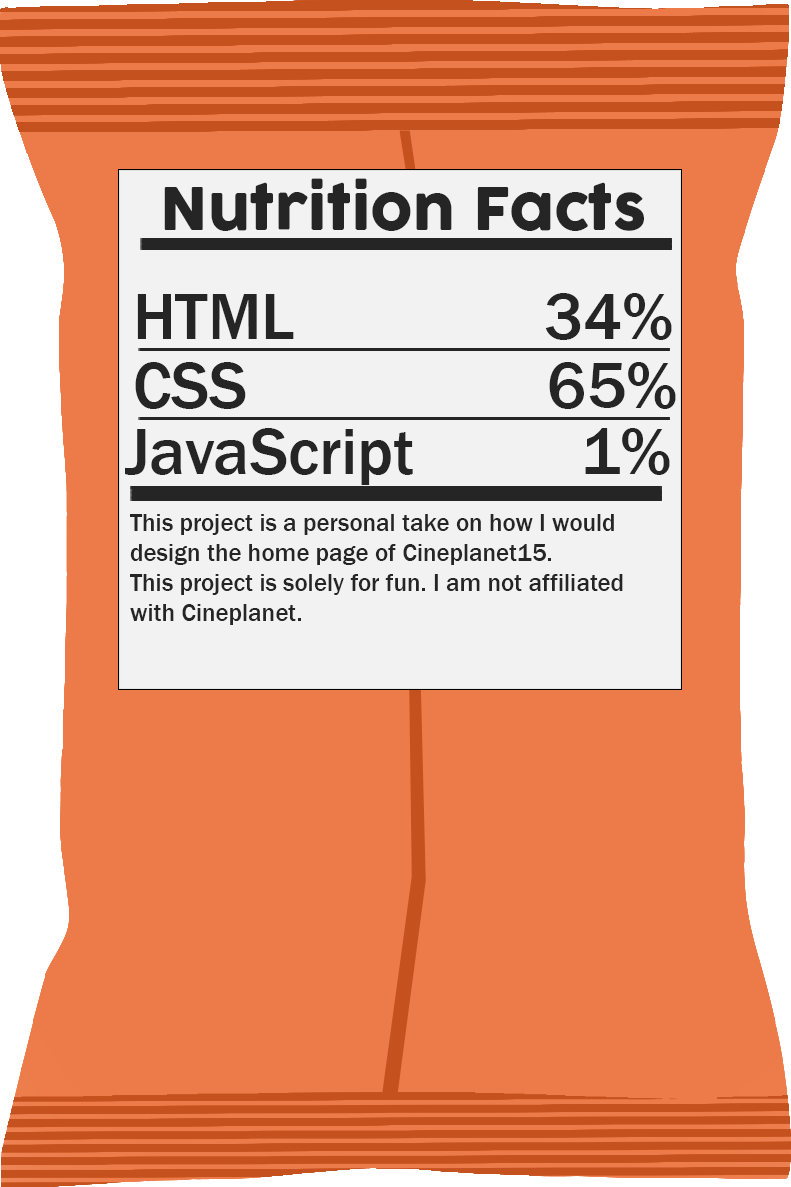 Nutrition Facts
HTML 34%
CSS 65%
JavaScript 1%
This project is a personal take on how I would
design the home page of Cineplanet15.
This project is solely for fun. I am not affiliated
with Cineplanet.